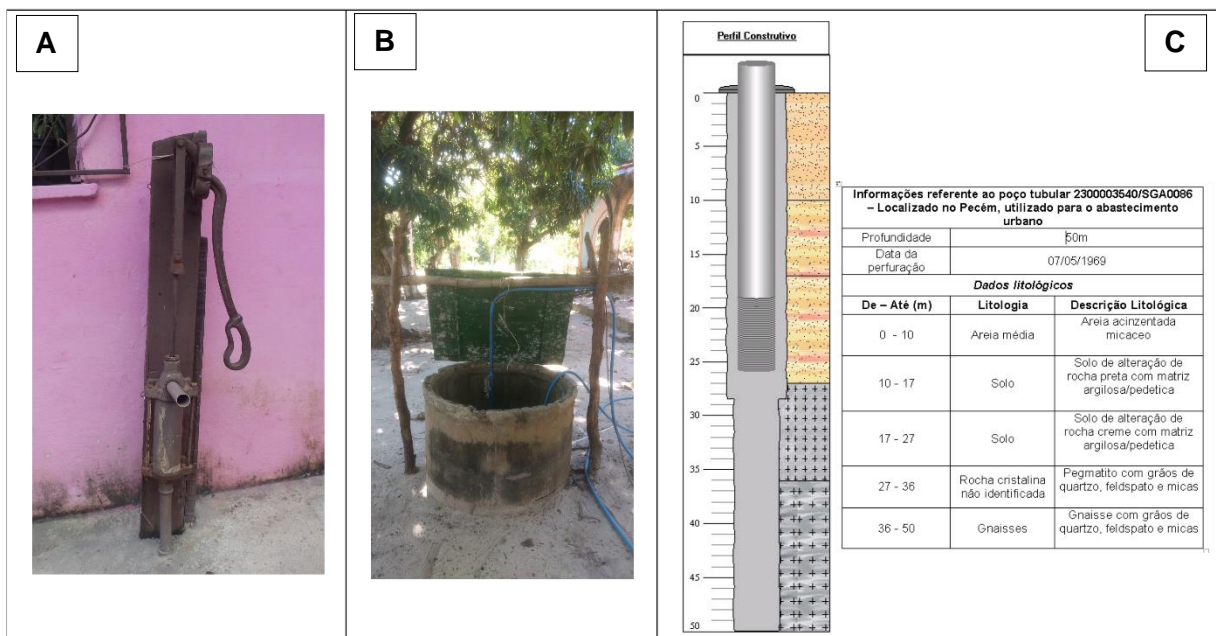 A
B
C
Perfil Construtivo
0
5
10
15
20
25
30
35
40
45
50
Informações referente ao poço tubular 2300003540/SGA0086
– Localizado no Pecém, utilizado para o abastecimento
urbano
Profundidade
50m
Data da
perfuração
07/05/1969
Dados litológicos
De – Até (m)
Litologia
Descrição Litológica
0 - 10
Areia média
Areia acinzentada
micaceo
10 - 17
Solo
Solo de alteração de
rocha preta com matriz
argilosa/pedetica
17 - 27
Solo
Solo de alteração de
rocha creme com matriz
argilosa/pedetica
27 - 36
Rocha cristalina
não identificada
Pegmatito com grãos de
quartzo, feldspato e micas
36 - 50
Gnaisses
Gnaisse com grãos de
quartzo, feldspato e micas